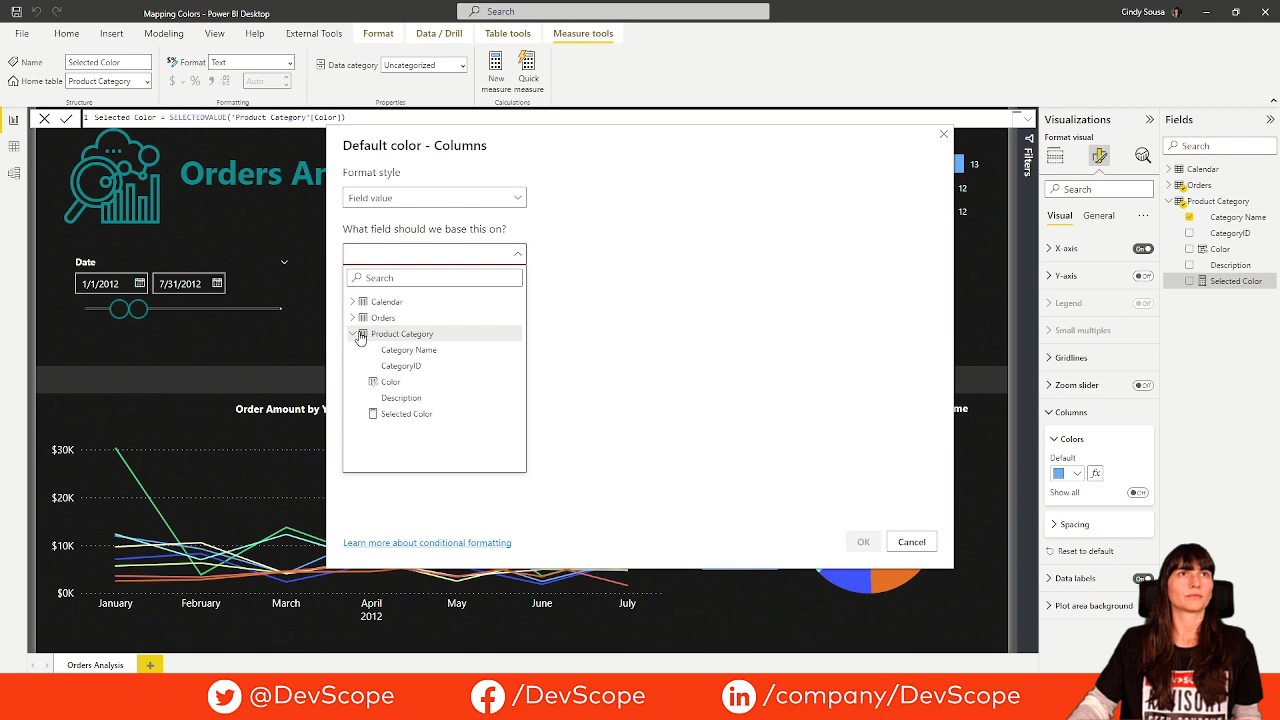 Mapping Colors - Power BI Desktop
Search
Cindy Sousa
File
Home
Insert
Modeling
View
Help
External Tools
Format
Data / Drill
Table tools
Measure tools
Name
Selected Color
Home table
Product Category
Structure
Format
Text
$ % 
Auto
Formatting
Data category
Uncategorized
Properties
New measure
Quick measure
Calculations
1 Selected Color = SELECTEDVALUE('Product Category'[Color])
Orders An
Date
1/1/2012
7/31/2012
Order Amount by Y
$30K
$20K
$10K
$0K
January
February
March
April
May
June
July
2012
Default color - Columns
Format style
Field value
What field should we base this on?
Search
Calendar
Orders
Product Category
Category Name
CategoryID
Color
Description
Selected Color
Learn more about conditional formatting
OK
Cancel
13
12
12
me
Filters
Visualizations
Format visual
Search
Visual
General
X-axis
On
Y-axis
Off
Legend
Off
Small multiples
Gridlines
Zoom slider
Off
Columns
Colors
Default
fx
Show all
Off
Spacing
Reset to default
Data labels
On
Plot area background
Fields
Search
Calendar
Orders
Product Category
Category Name
CategoryID
Color
Description
Selected Color
Orders Analysis
@DevScope
/DevScope
/company/DevScope